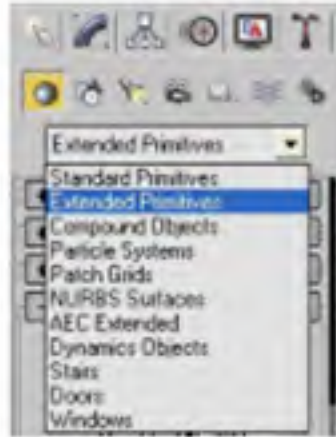 Extended Primitives
Standard Primitives
Extended Primitives
Compound Objects
Particle Systems
Patch Grids
NURBS Surfaces
AEC Extended
Dynamics Objects
Stairs
Doors
Windows